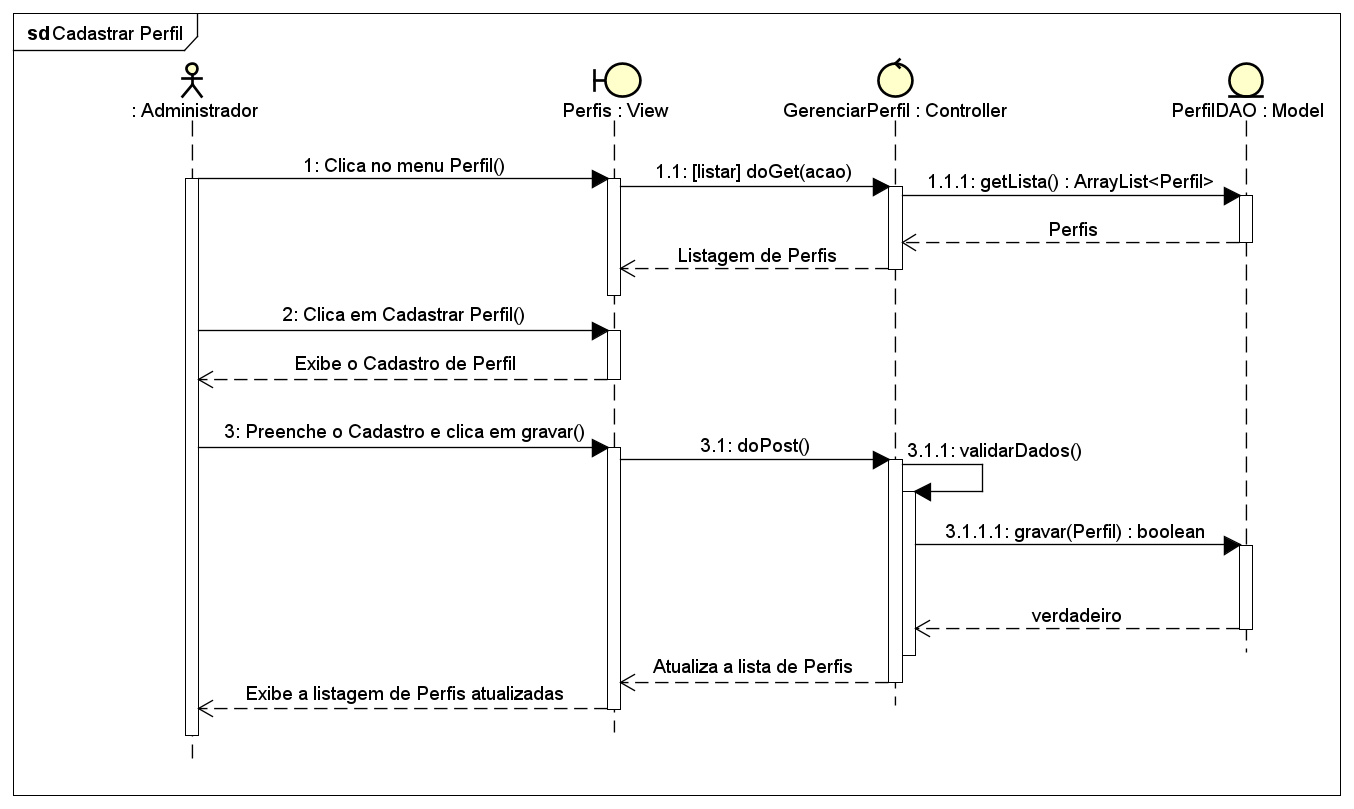 sd Cadastrar Perfil
: Administrador
Perfis : View
GerenciarPerfil : Controller
PerfilDAO : Model
1: Clica no menu Perfil()
1.1: [listar] doGet(acao)
1.1.1: getLista() : ArrayList<Perfil>
Perfis
Listagem de Perfis
2: Clica em Cadastrar Perfil()
Exibe o Cadastro de Perfil
3: Preenche o Cadastro e clica em gravar()
3.1: doPost()
3.1.1: validarDados()
3.1.1.1: gravar(Perfil) : boolean
verdadeiro
Atualiza a lista de Perfis
Exibe a listagem de Perfis atualizadas